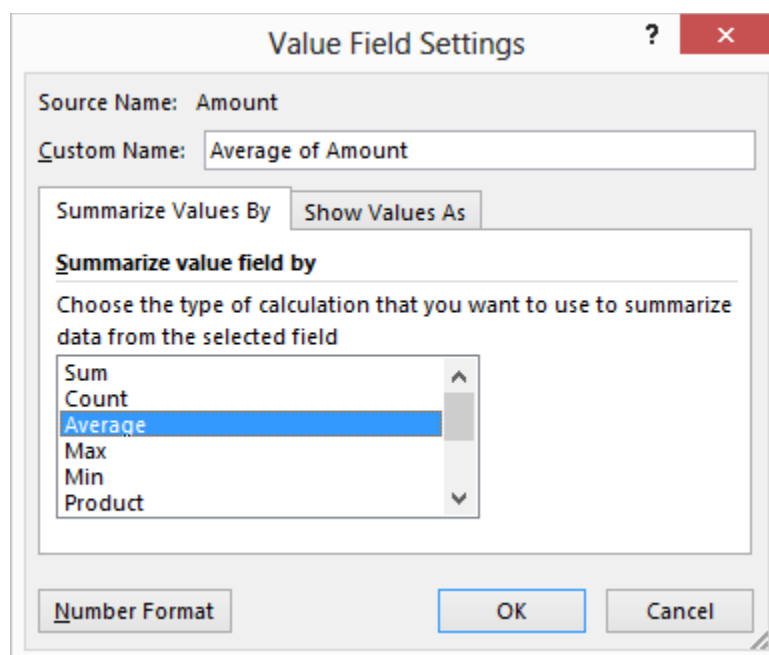 Value Field Settings ? ×
Source Name: Amount
Custom Name: Average of Amount
Summarize Values By Show Values As
Summarize value field by
Choose the type of calculation that you want to use to summarize
data from the selected field
Sum
Count
Average
Max
Min
Product
Number Format OK Cancel